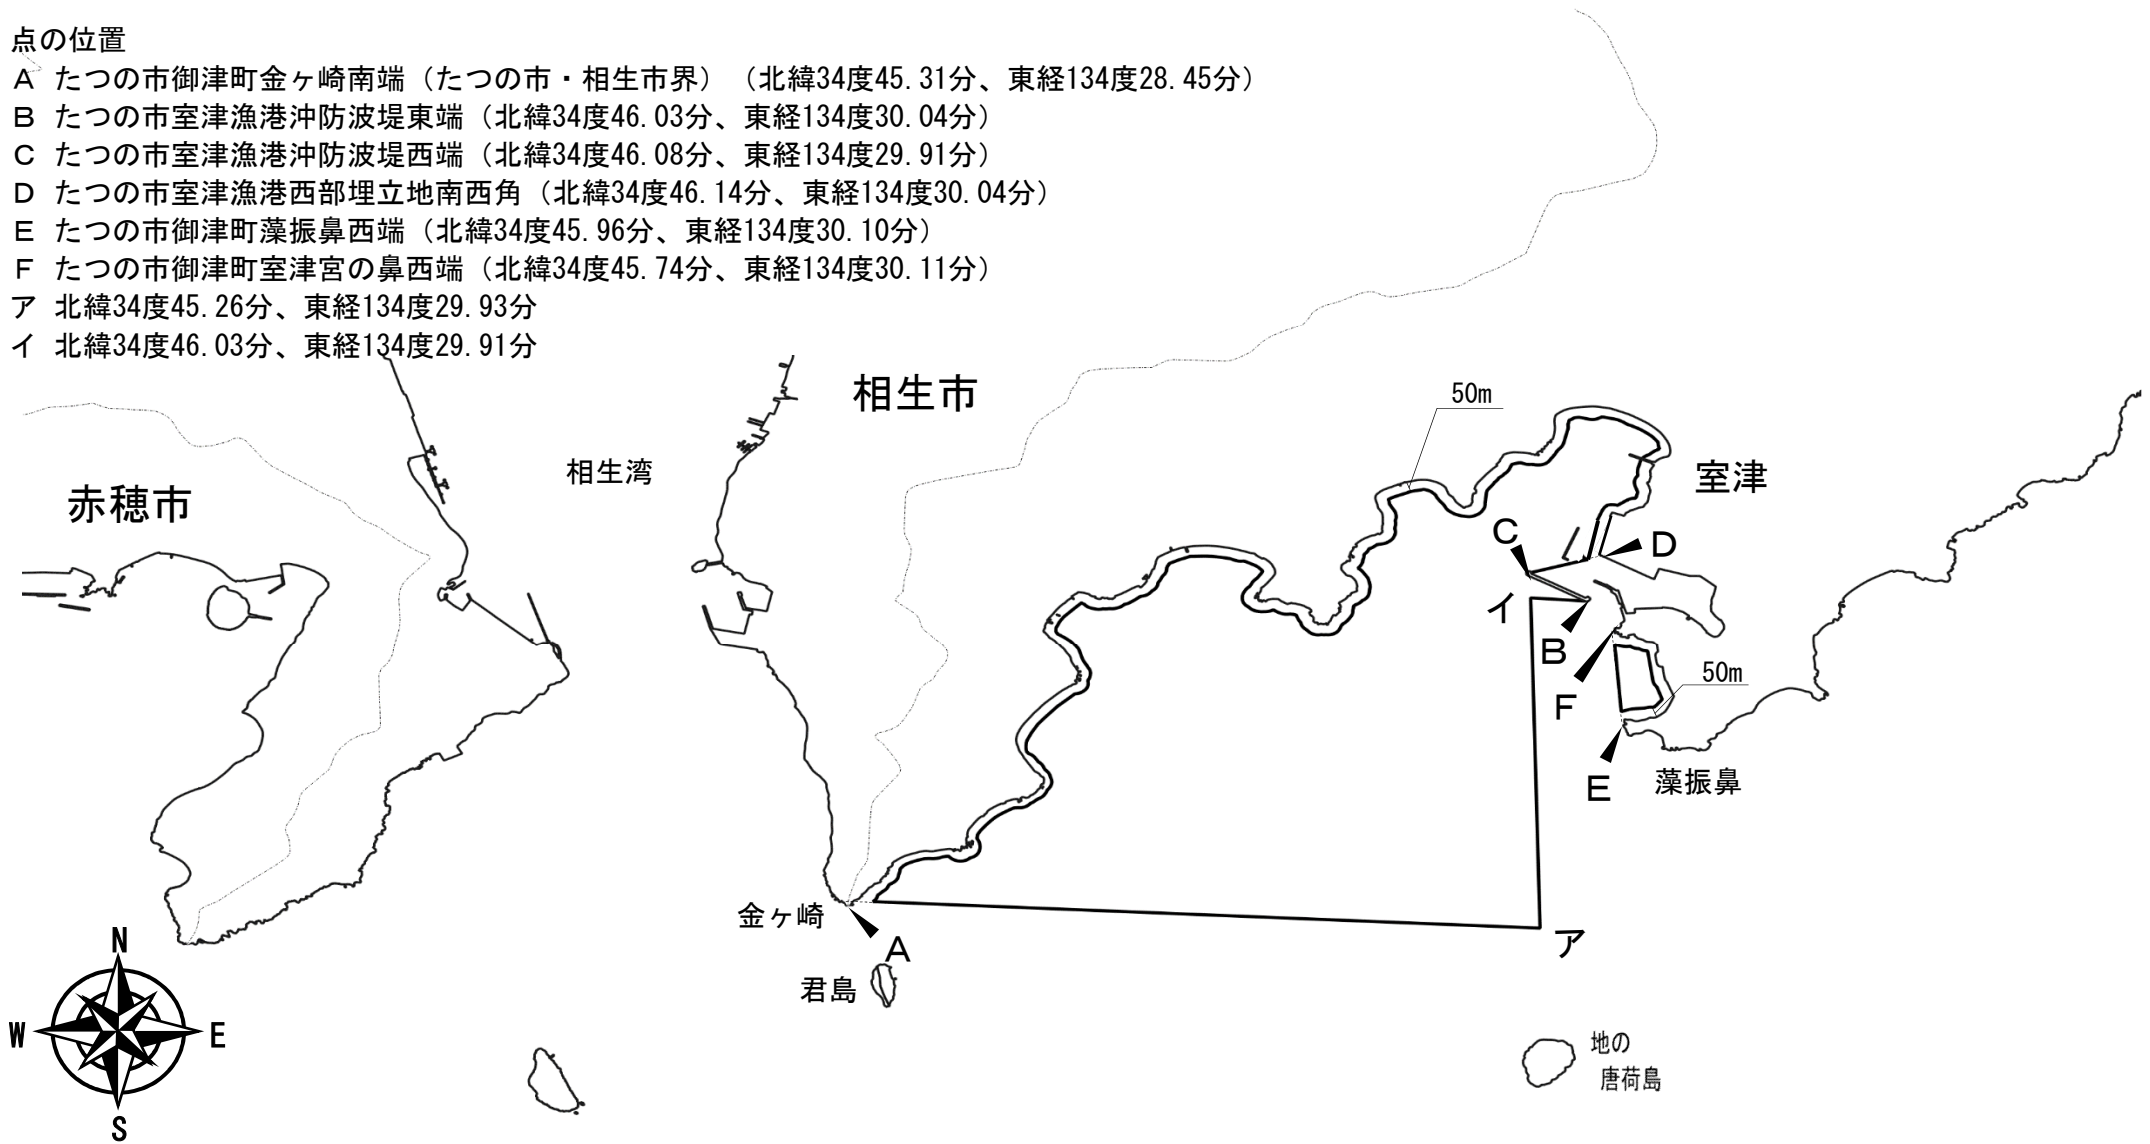 点の位置
A たつの市御津町金ヶ崎南端（たつの市・相生市界）（北緯34度45.31分、東経134度28.45分）
B たつの市室津漁港沖防波堤東端（北緯34度46.03分、東経134度30.04分）
C たつの市室津漁港沖防波堤西端（北緯34度46.08分、東経134度29.91分）
D たつの市室津漁港西部埋立地南西角（北緯34度46.14分、東経134度30.04分）
E たつの市御津町藻振鼻西端（北緯34度45.96分、東経134度30.10分）
F たつの市御津町室津宮の鼻西端（北緯34度45.74分、東経134度30.11分）
ア 北緯34度45.26分、東経134度29.93分
イ 北緯34度46.03分、東経134度29.91分
相生市
50m
相生湾
赤穂市
室津
C
D
イ
B
F
50m
E
藻振鼻
金ヶ崎
A
ア
君島
N
W
E
S
地の
唐荷島